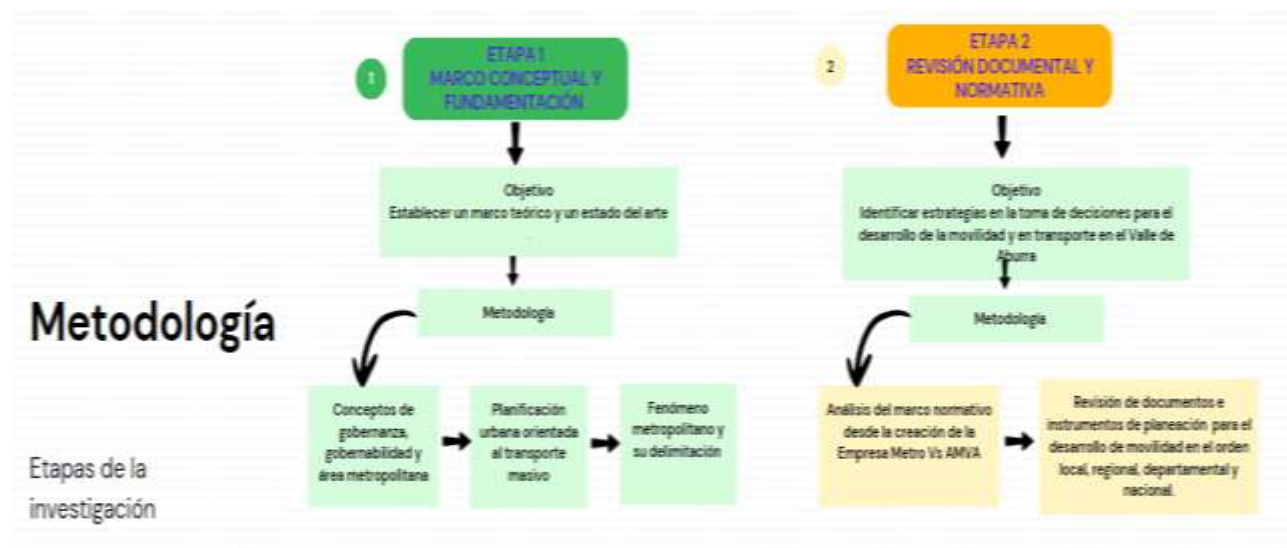 Metodología
Etapas de la
investigación
1
ETAPA 1
MARCO CONCEPTUAL Y
FUNDAMENTACIÓN
Objetivo
Establecer un marco teórico y un estado del arte
Metodología
Conceptos de
gobernanza,
gobernabilidad y
área metropolitana
Planificación
urbana orientada
al transporte
masivo
Fenómeno
metropolitano y
su delimitación
2
ETAPA 2
REVISIÓN DOCUMENTAL Y
NORMATIVA
Objetivo
Identificar estrategias en la toma de decisiones para el
desarrollo de la movilidad y en transporte en el Valle de
Aburra
Metodología
Análisis del marco normativo
desde la creación de la
Empresa Metro Vs AMVA
Revisión de documentos e
instrumentos de planeación para el
desarrollo de movilidad en el orden
local, regional, departamental y
nacional.